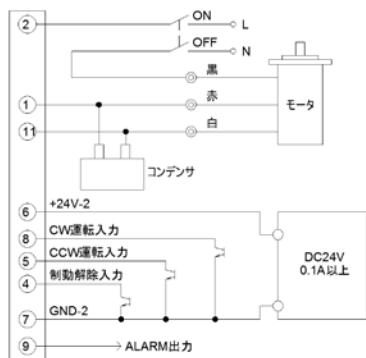 ② ON L
OFF N
黒
① 赤 モータ
⑪ 白
コンデンサ
⑥ +24V-2
⑧ CW運転入力
⑤ CCW運転入力
DC24V
0.1A以上
④ 制動解除入力
⑦ GND-2
⑨ ALARM出力